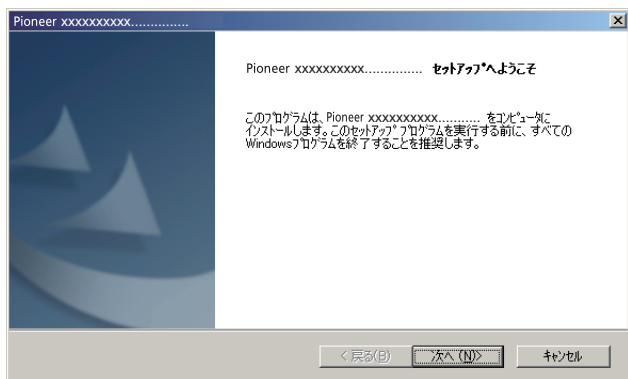 Pioneer xxxxxxxxxx...............
Pioneer xxxxxxxxxx............... セットアップへようこそ
このプログラムは、Pioneer xxxxxxxxxx........... をコンピュータに
インストールします。このセットアップ プログラムを実行する前に、すべての
Windowsプログラムを終了することを推奨します。
< 戻る(B)
次へ (N)>
キャンセル